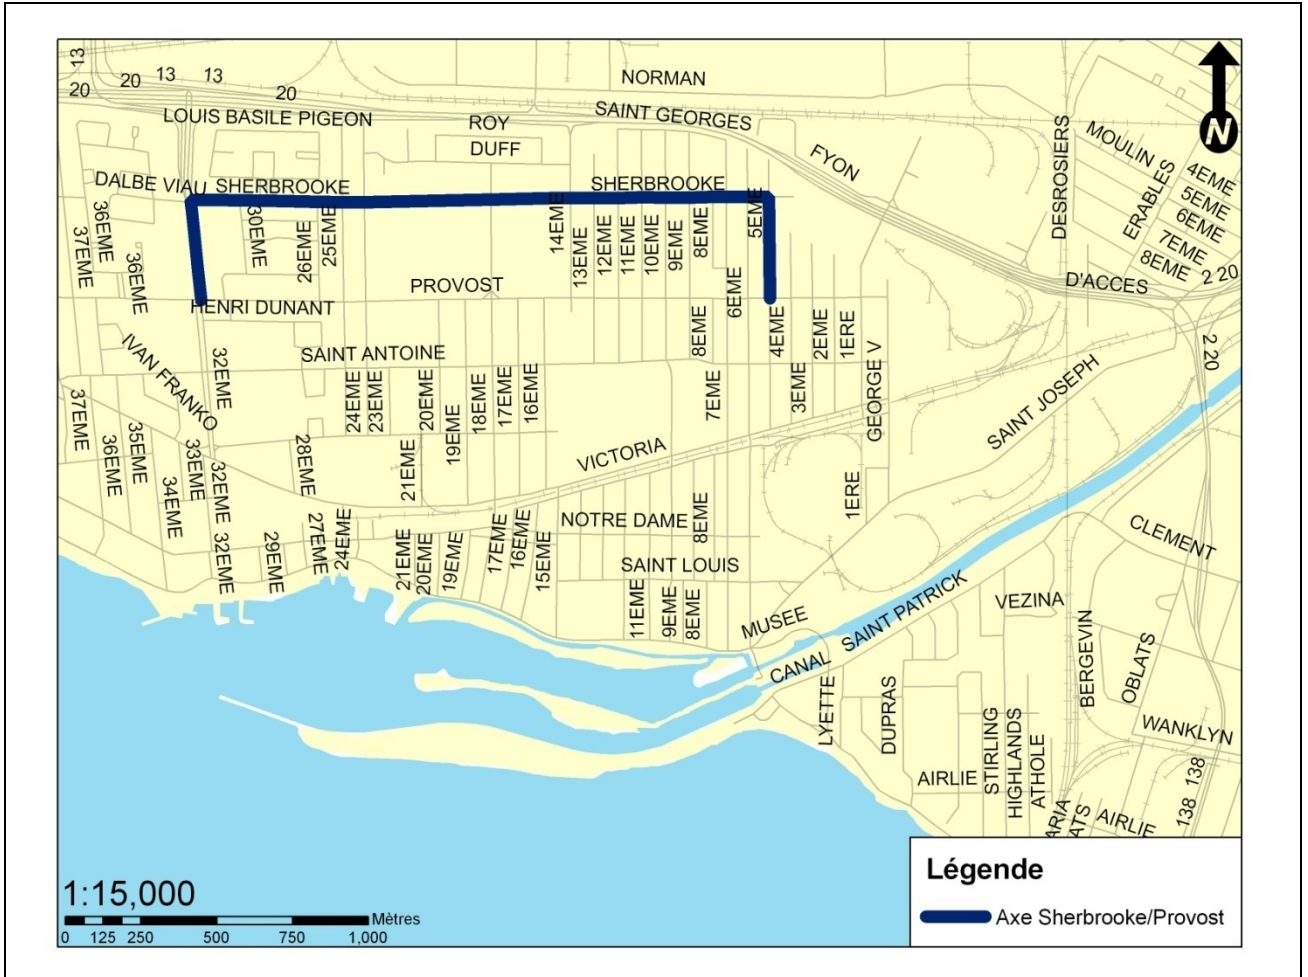 13
20
20
13
13
20
NORMAN
SAINT GEORGES
LOUIS BASILE PIGEON
ROY
DUFF
FYON
DESROSIERS
MOULIN
ERABLES
4EME
5EME
6EME
7EME
8EME
2 20
N
DALBE VIAU
SHERBROOKE
SHERBROOKE
37EME
36EME
36EME
30EME
26EME
25EME
14EME
13EME
12EME
11EME
10EME
9EME
8EME
5EME
6EME
D'ACCES
PROVOST
HENRI DUNANT
IVAN FRANKO
SAINT ANTOINE
32EME
8EME
4EME
2EME
1ERE
GEORGE V
2 20
37EME
24EME
23EME
20EME
19EME
18EME
17EME
16EME
7EME
3EME
SAINT JOSEPH
36EME
35EME
34EME
33EME
32EME
28EME
21EME
VICTORIA
1ERE
32EME
29EME
27EME
24EME
21EME
20EME
19EME
17EME
16EME
15EME
NOTRE DAME
8EME
SAINT LOUIS
11EME
9EME
8EME
MUSEE
CANAL
SAINT PATRICK
CLEMENT
VEZINA
BERGEVIN
OBLATS
WANKLYN
LYETTE
DUPRAS
STIRLING
HIGHLANDS
ATHOLE
AIRLIE
AIRLIE
ARIA
ATS
138
138
1:15,000
Mètres
0 125 250 500 750 1,000
Légende
Axe Sherbrooke/Provost